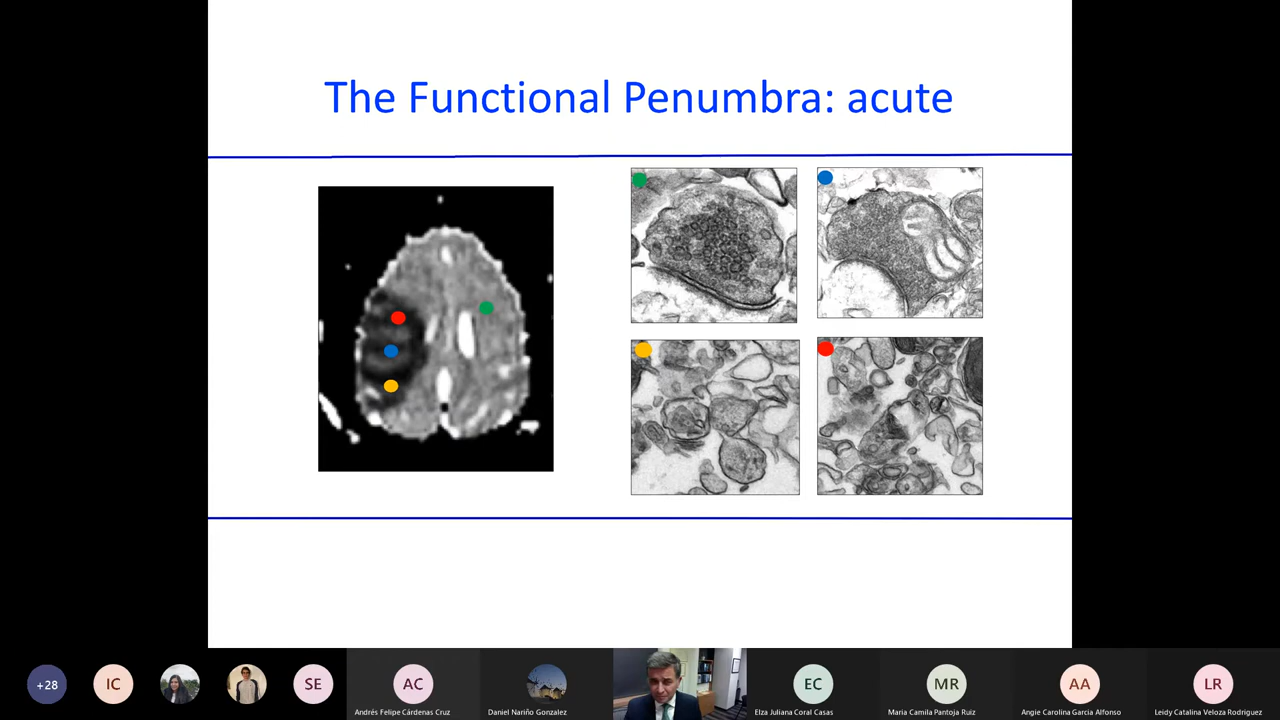 The Functional Penumbra: acute
+28
IC
SE
AC
EC
MR
AA
LR
Andrés Felipe Cárdenas Cruz
Daniel Nariño Gonzalez
Elza Juliana Coral Casas
Maria Camila Pantoja Ruiz
Angie Carolina Garcia Alfonso
Leidy Catalina Veloza Rodriguez